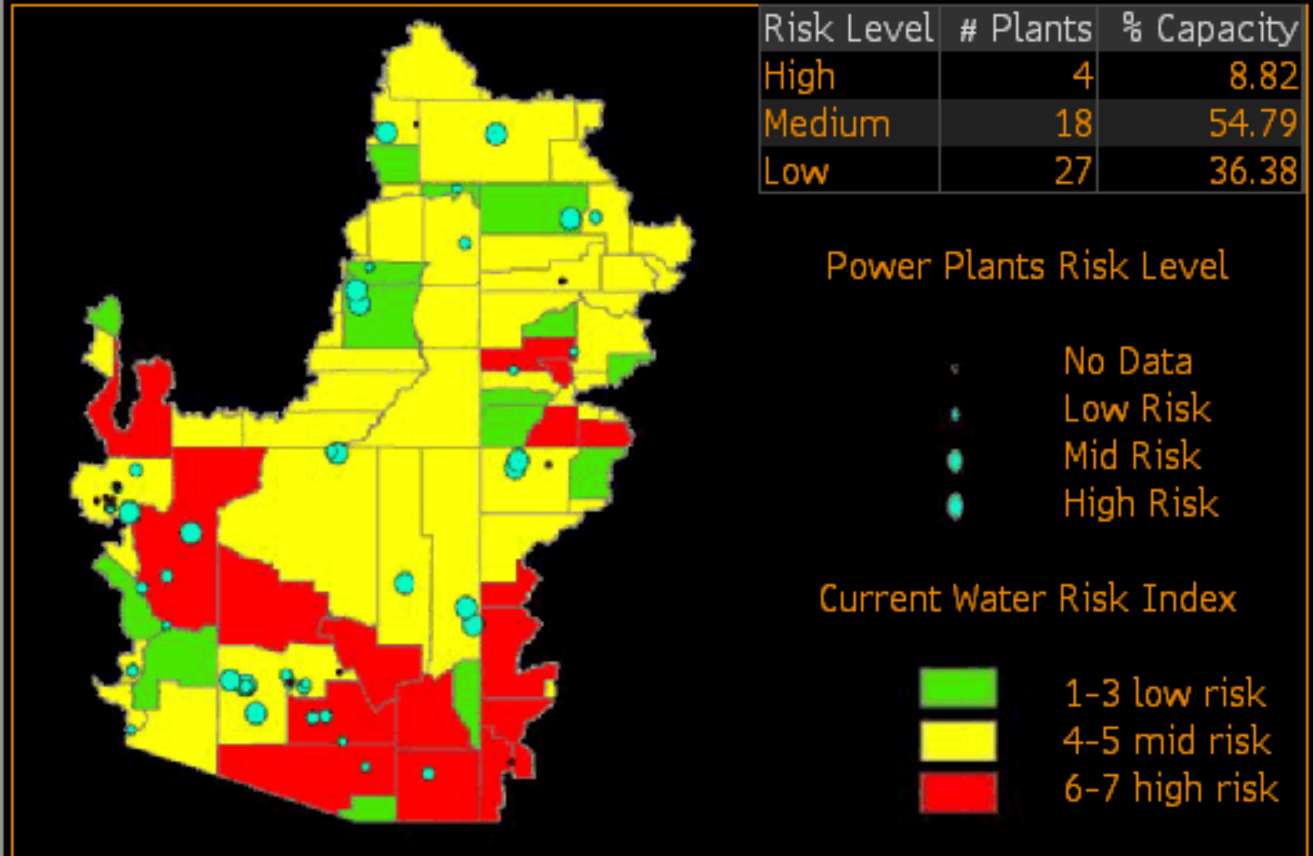 Risk Level # Plants % Capacity
High 4 8.82
Medium 18 54.79
Low 27 36.38
Power Plants Risk Level
No Data
Low Risk
Mid Risk
High Risk
Current Water Risk Index
1-3 low risk
4-5 mid risk
6-7 high risk